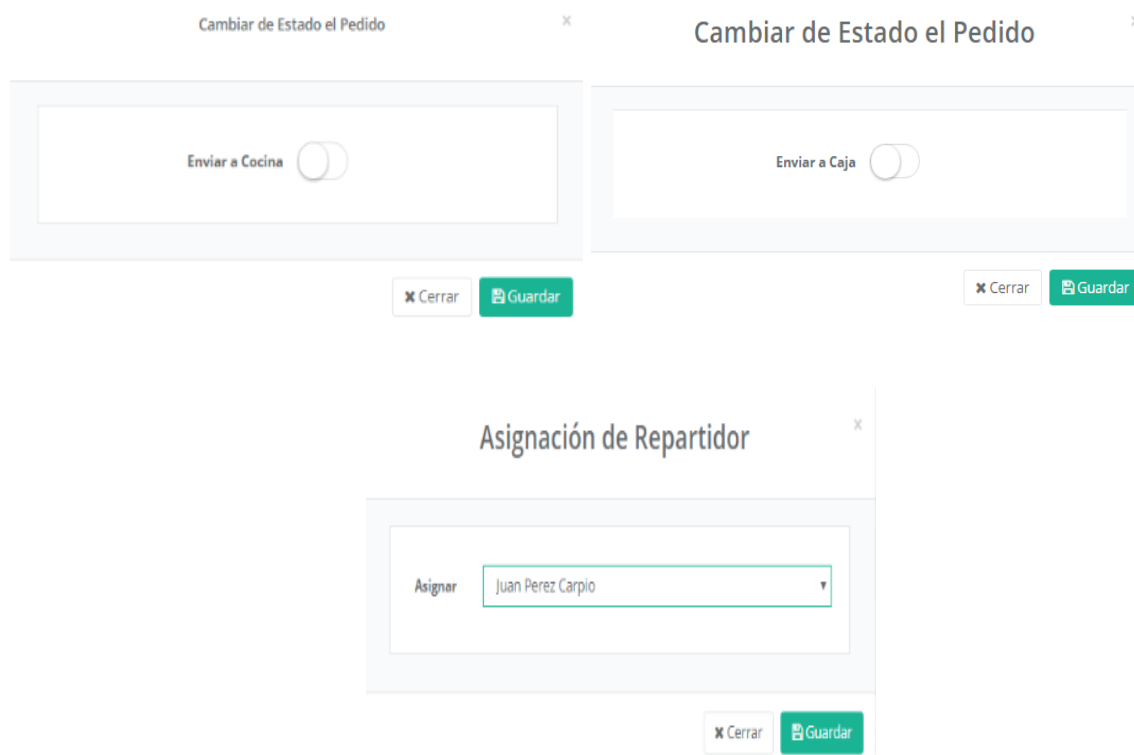 Cambiar de Estado el Pedido ×
Enviar a Cocina
✖ Cerrar Guardar
Cambiar de Estado el Pedido ×
Enviar a Caja
✖ Cerrar Guardar
Asignación de Repartidor ×
Asignar Juan Perez Carpio
✖ Cerrar Guardar